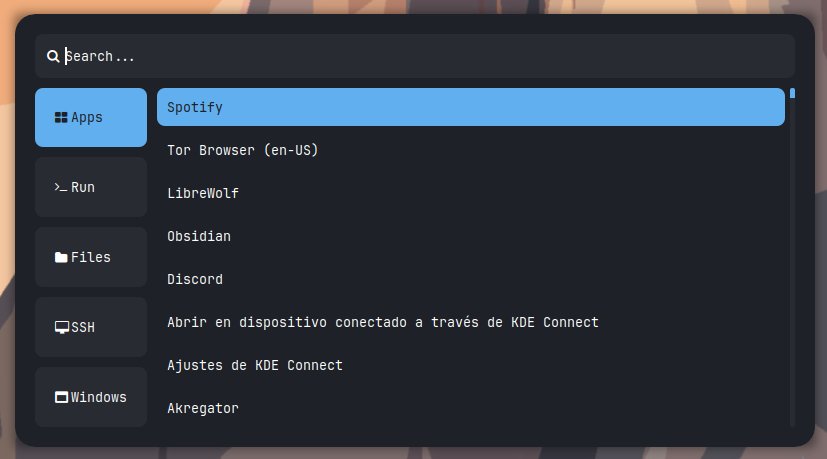 Search...
Apps
Run
Files
SSH
Windows
Spotify
Tor Browser (en-US)
LibreWolf
Obsidian
Discord
Abrir en dispositivo conectado a través de KDE Connect
Ajustes de KDE Connect
Akregator